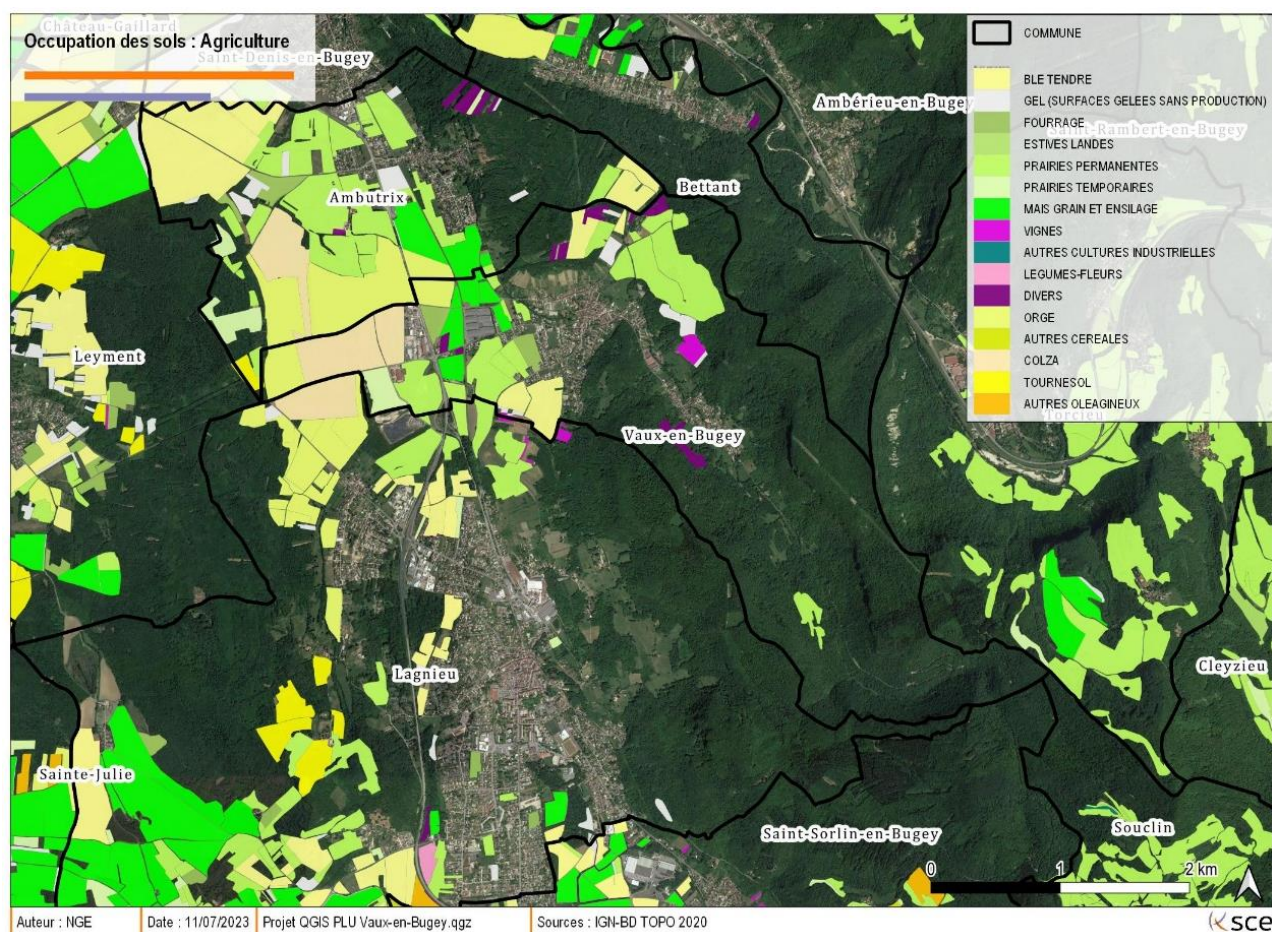 Château-Gaillard
Occupation des sols : Agriculture
Saint-Denis-en-Bugey
Ambérieu-en-Bugey
Saint-Rambert-en-Bugey
Ambutrix
Bettant
Leyment
Vaux-en-Bugey
Torcieu
Lagnieu
Cleyzieu
Sainte-Julie
Saint-Sorlin-en-Bugey
Souclin
COMMUNE
BLE TENDRE
GEL (SURFACES GELEES SANS PRODUCTION)
FOURRAGE
ESTIVES LANDES
PRAIRIES PERMANENTES
PRAIRIES TEMPORAIRES
MAIS GRAIN ET ENSILAGE
VIGNES
AUTRES CULTURES INDUSTRIELLES
LEGUMES-FLEURS
DIVERS
ORGE
AUTRES CEREALES
COLZA
TOURNESOL
AUTRES OLEAGINEUX
0 1 2 km
Auteur : NGE
Date : 11/07/2023
Projet QGIS PLU Vaux-en-Bugey.qgz
Sources : IGN-BD TOPO 2020
sce